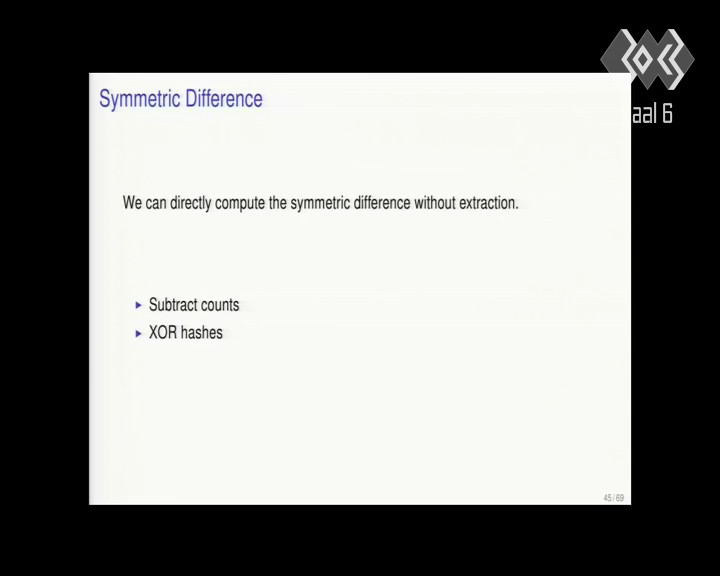 Symmetric Difference
aal 6
We can directly compute the symmetric difference without extraction.
Subtract counts
XOR hashes
45/69